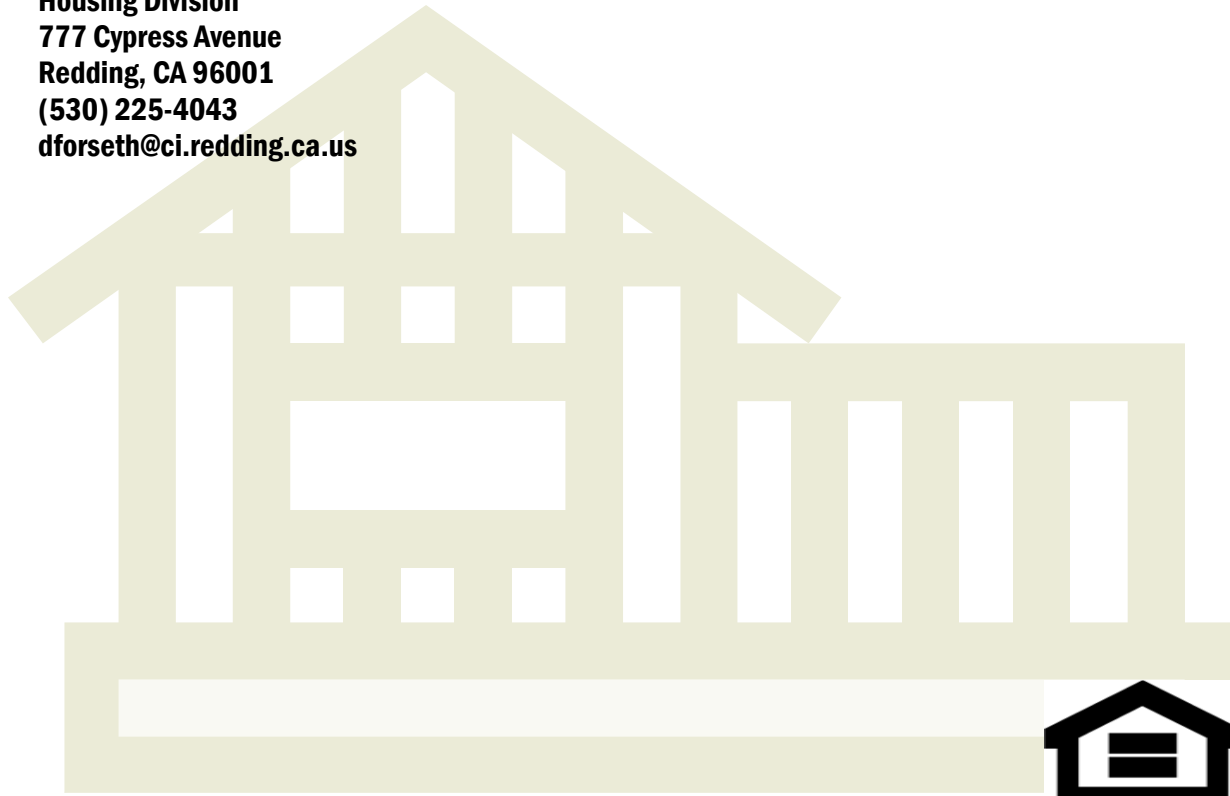 Housing Division
777 Cypress Avenue
Redding, CA 96001
(530) 225-4043
dforseth@ci.redding.ca.us